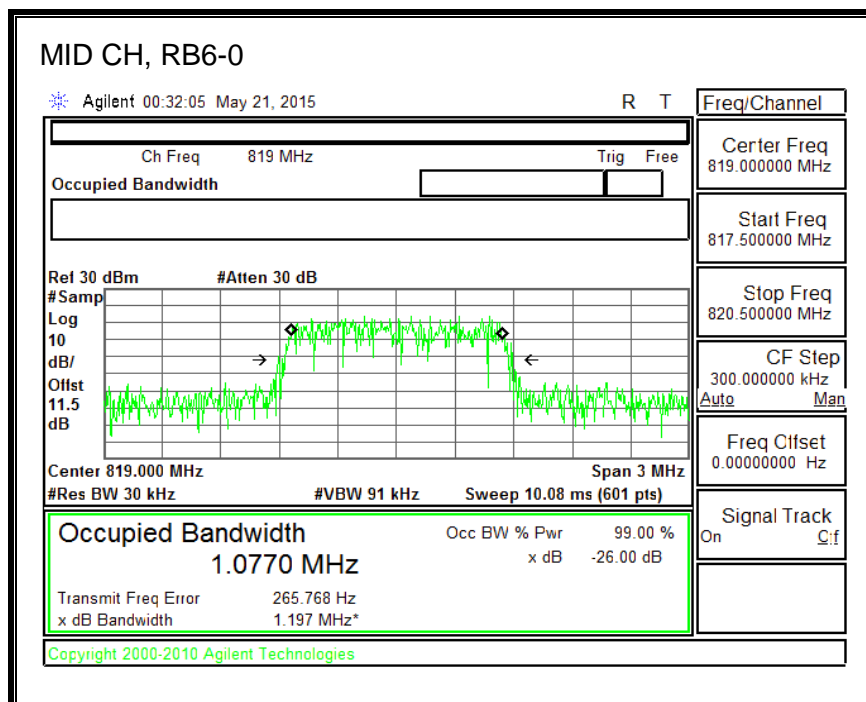 MID CH, RB6-0
Agilent 00:32:05 May 21, 2015 R T
Ch Freq 819 MHz Trig Free
Occupied Bandwidth
Ref 30 dBm #Atten 30 dB
#Samp
Log
10
dB/
Offst
11.5
dB
Center 819.000 MHz Span 3 MHz
#Res BW 30 kHz #VBW 91 kHz Sweep 10.08 ms (601 pts)
Occupied Bandwidth Occ BW % Pwr 99.00 %
1.0770 MHz x dB -26.00 dB
Transmit Freq Error 265.768 Hz
x dB Bandwidth 1.197 MHz*
Copyright 2000-2010 Agilent Technologies
Freq/Channel
Center Freq
819.000000 MHz
Start Freq
817.500000 MHz
Stop Freq
820.500000 MHz
CF Step
300.000000 kHz
Auto Man
Freq Offset
0.00000000 Hz
Signal Track
On Off